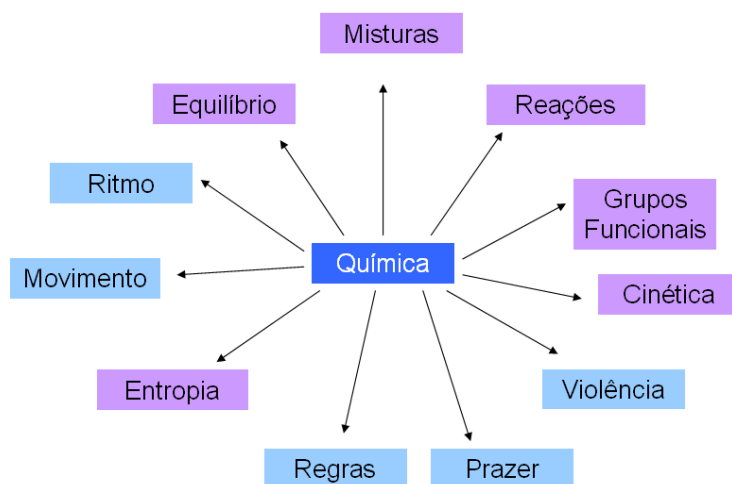 Misturas
Equilíbrio
Reações
Ritmo
Grupos
Funcionais
Química
Movimento
Cinética
Entropia
Violência
Regras
Prazer